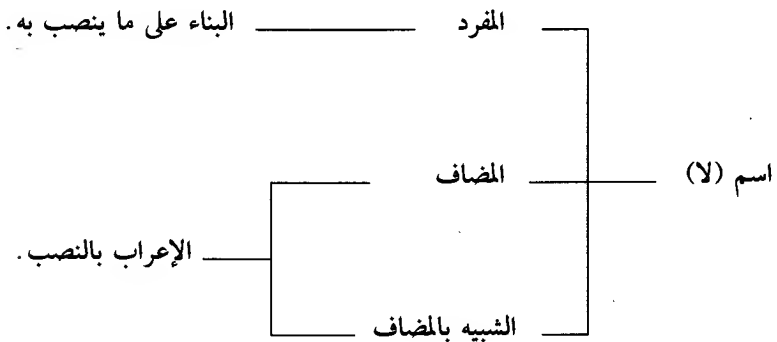 المفرد البناء على ما ينصب به.
اسم (لا) المضاف
الإعراب بالنصب.
الشبيه بالمضاف